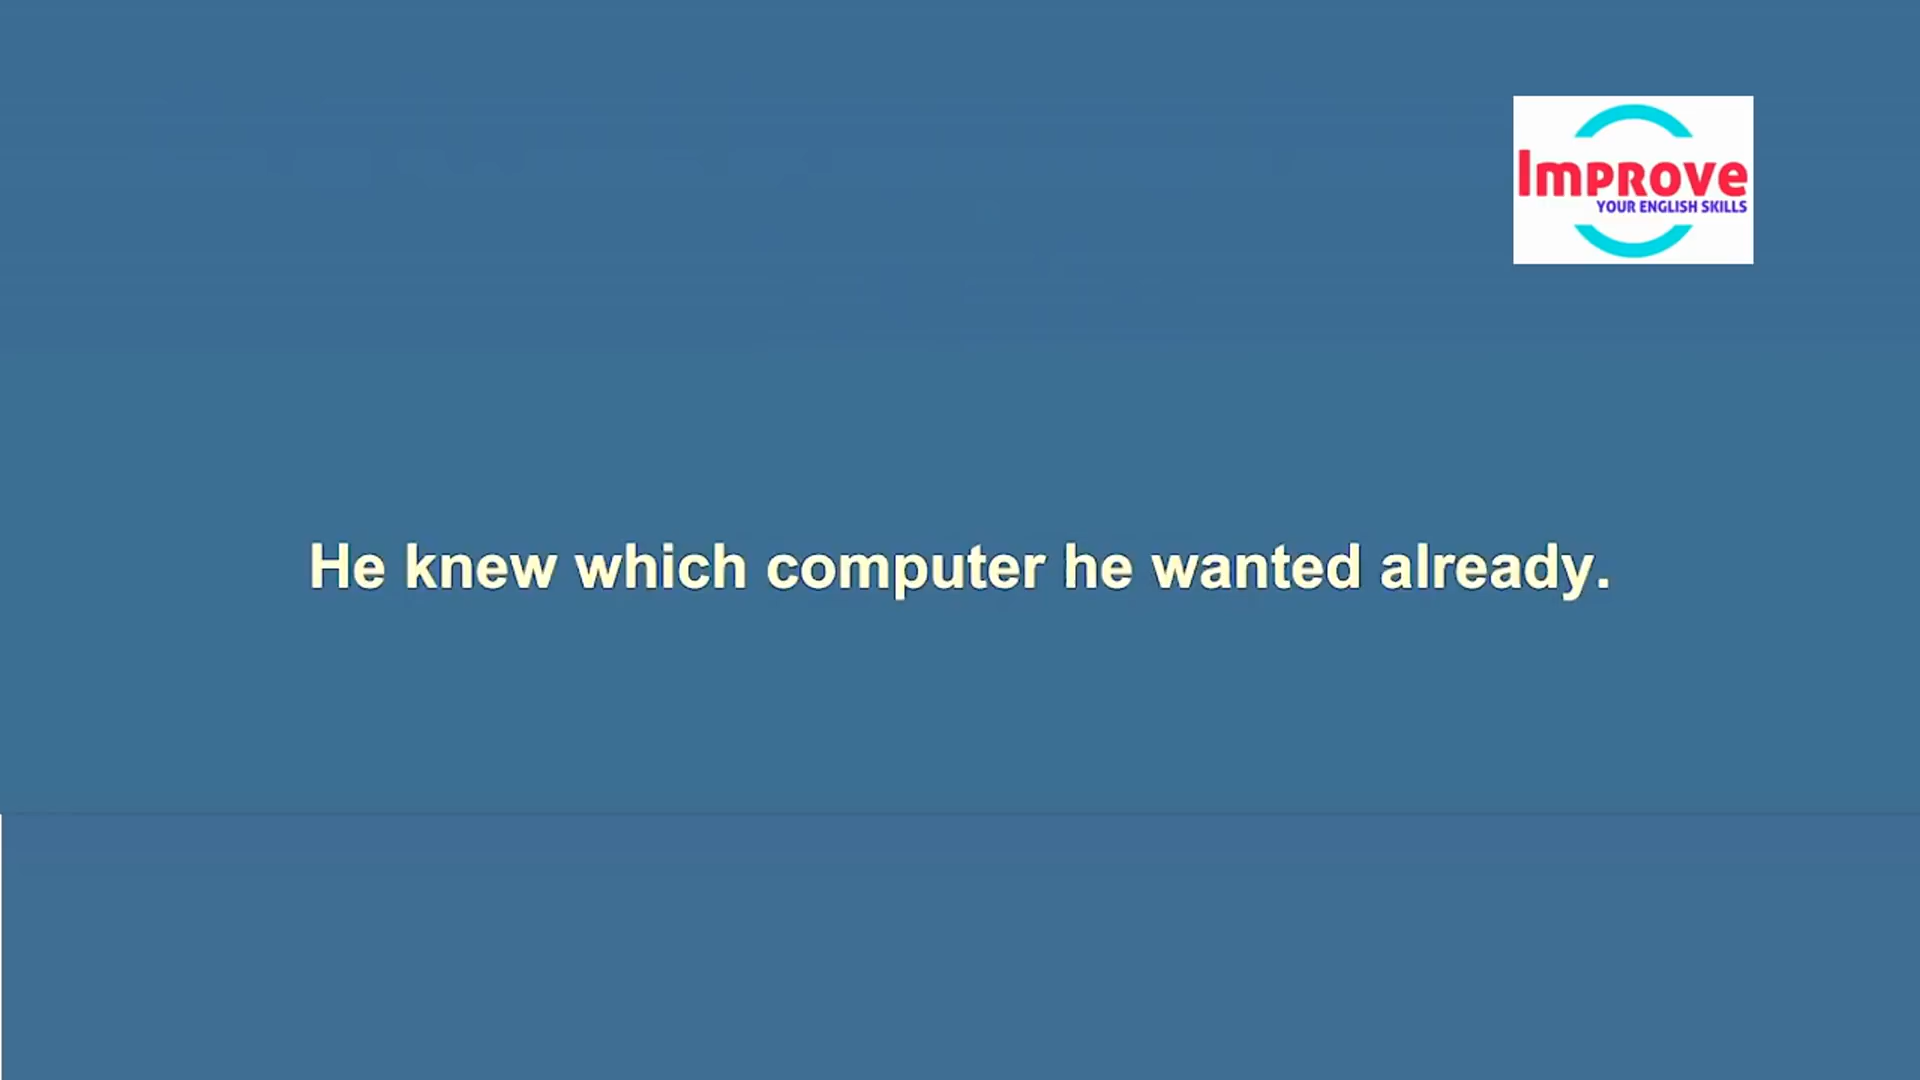 Improve
YOUR ENGLISH SKILLS
He knew which computer he wanted already.